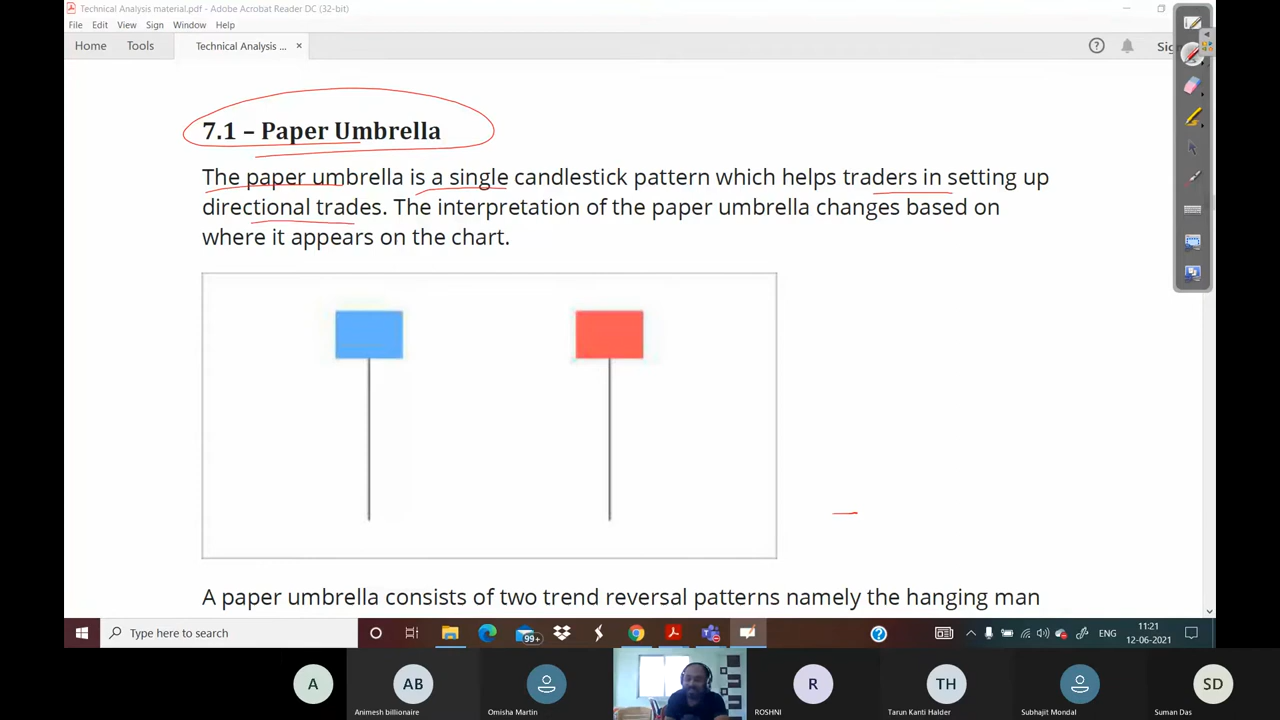 Technical Analysis material.pdf - Adobe Acrobat Reader DC (32-bit)
File Edit View Sign Window Help
Home Tools Technical Analysis ... × Sig
7.1 – Paper Umbrella
The paper umbrella is a single candlestick pattern which helps traders in setting up
directional trades. The interpretation of the paper umbrella changes based on
where it appears on the chart.
A paper umbrella consists of two trend reversal patterns namely the hanging man
Type here to search 99+ ? ENG 11:21
12-06-2021
A AB R TH SD
Animesh billionaire Omisha Martin ROSHNI Tarun Kanti Halder Subhajit Mondal Suman Das